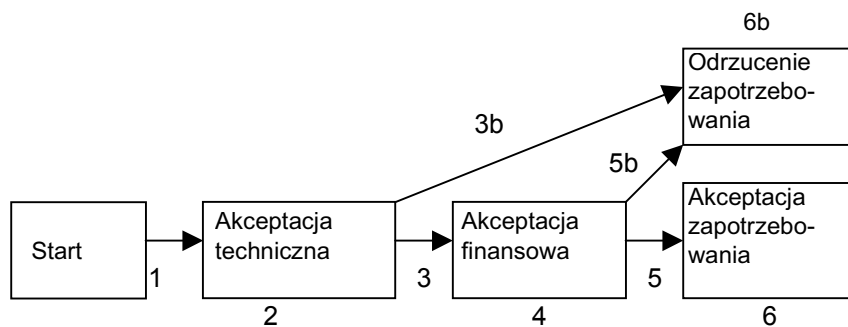 6b
Odrzucenie
zapotrzebo-
wania
3b
5b
Start
Akceptacja
techniczna
Akceptacja
finansowa
Akceptacja
zapotrzebo-
wania
1
3
5
2
4
6